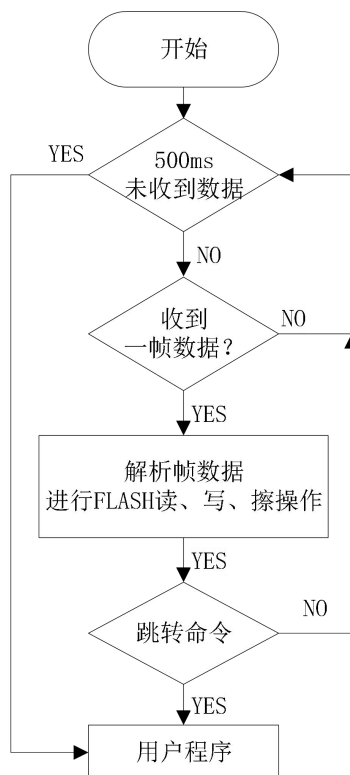 开始
YES
500ms
未收到数据
NO
收到
一帧数据?
NO
YES
解析帧数据
进行FLASH读、写、擦操作
YES
跳转命令
NO
YES
用户程序